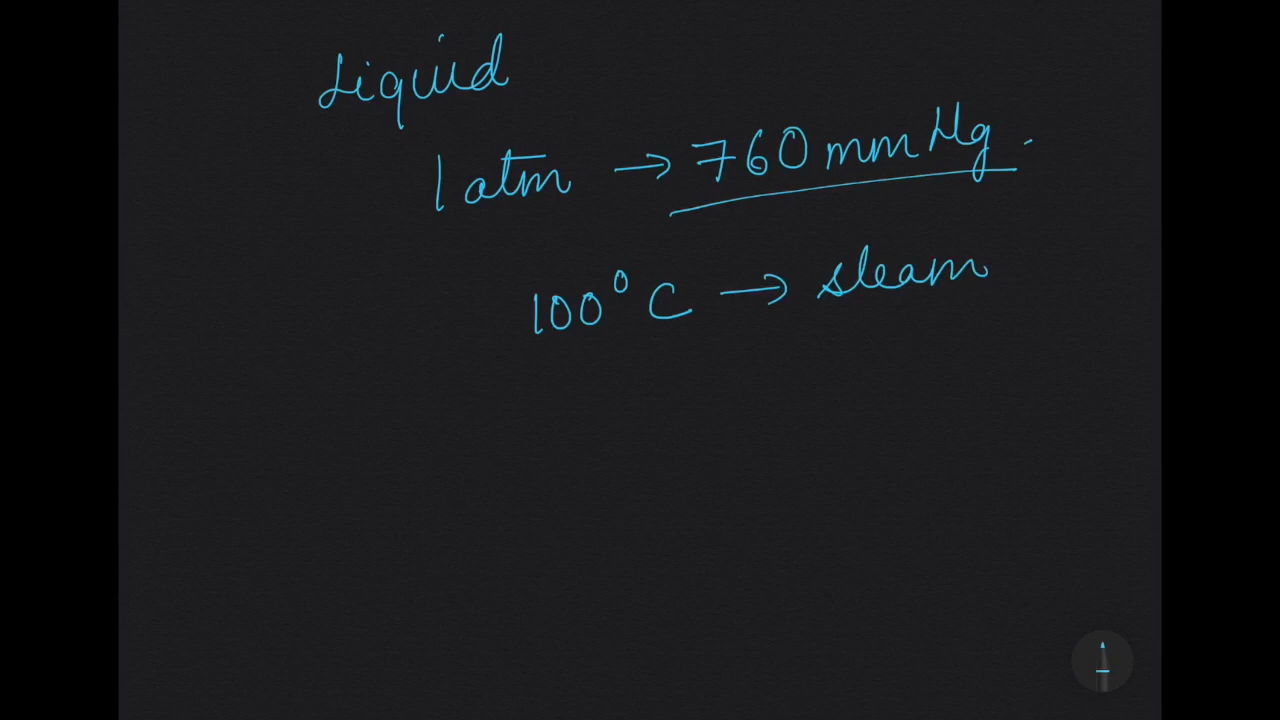 Liquid
1 atm → 760 mm Hg.
100° C → steam